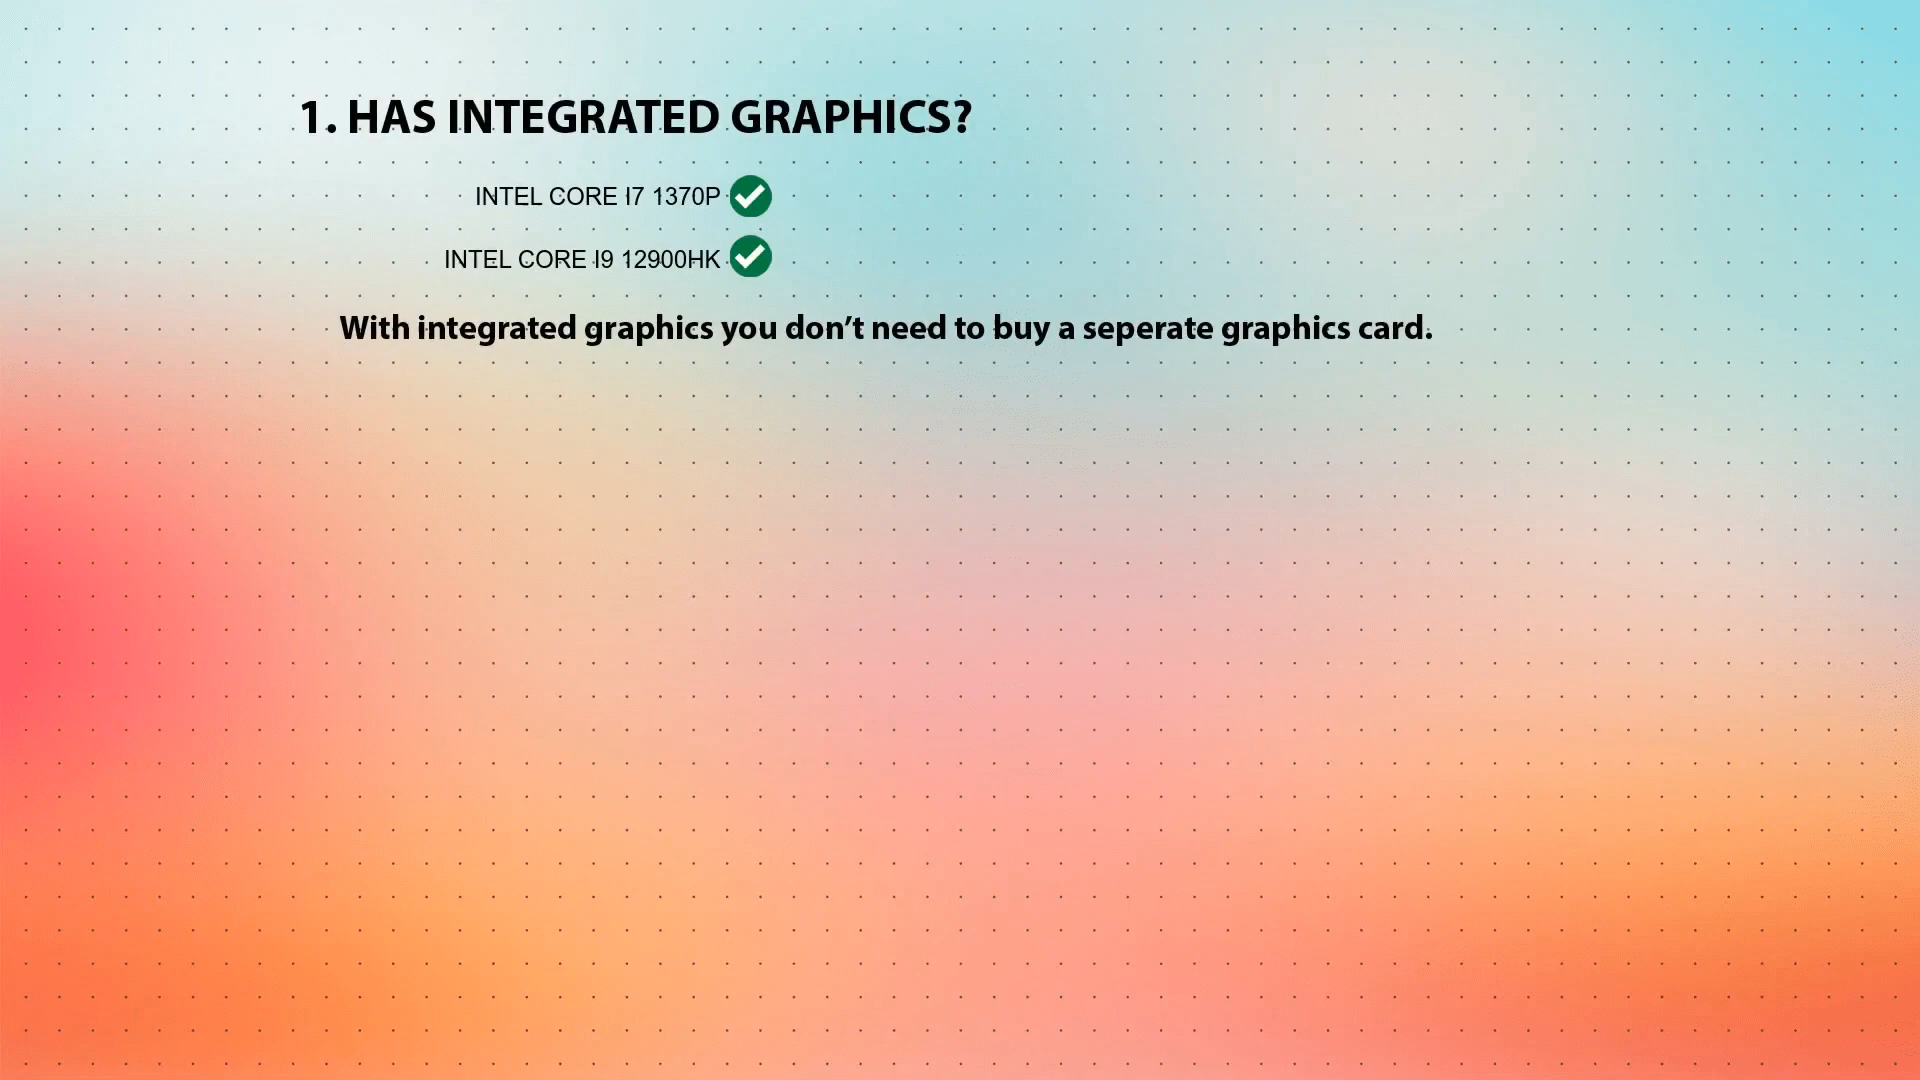 1. HAS INTEGRATED GRAPHICS?
INTEL CORE I7 1370P
INTEL CORE I9 12900HK
With integrated graphics you don’t need to buy a seperate graphics card.